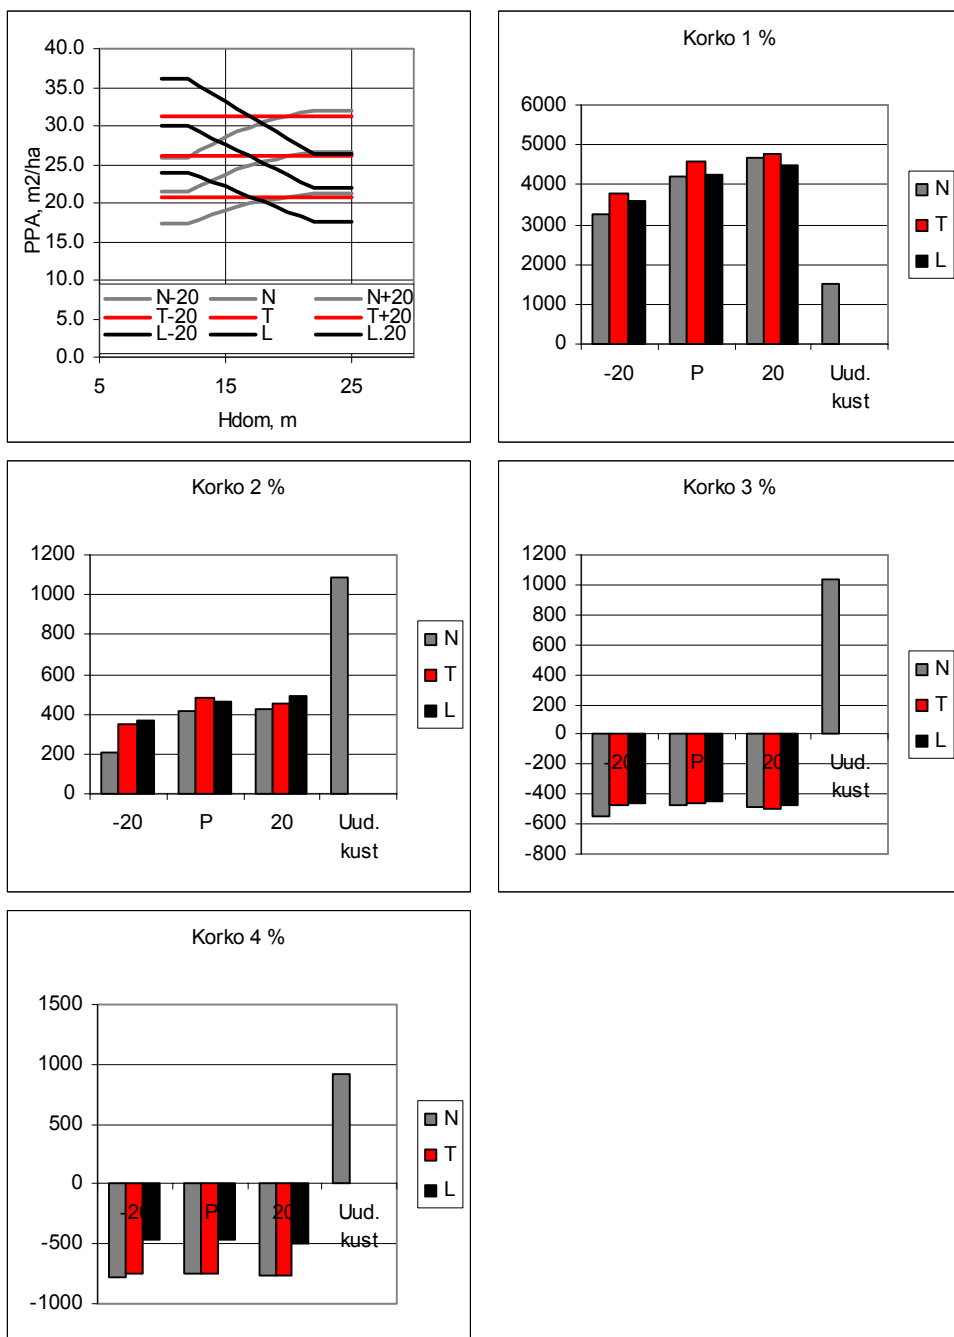 40.0
35.0
30.0
25.0
20.0
15.0
10.0
5.0
0.0
PPA, m2/ha
N-20 N N+20
T-20 T T+20
L-20 L L.20
5 15 25
Hdom, m
Korko 1 %
6000
5000
4000
3000
2000
1000
0
-20 P 20 Uud.
kust
N
T
L
Korko 2 %
1200
1000
800
600
400
200
0
-20 P 20 Uud.
kust
N
T
L
Korko 3 %
1200
1000
800
600
400
200
0
-200
-400
-600
-800
-20 P 20 Uud.
kust
N
T
L
Korko 4 %
1500
1000
500
0
-500
-1000
-20 P 20 Uud.
kust
N
T
L